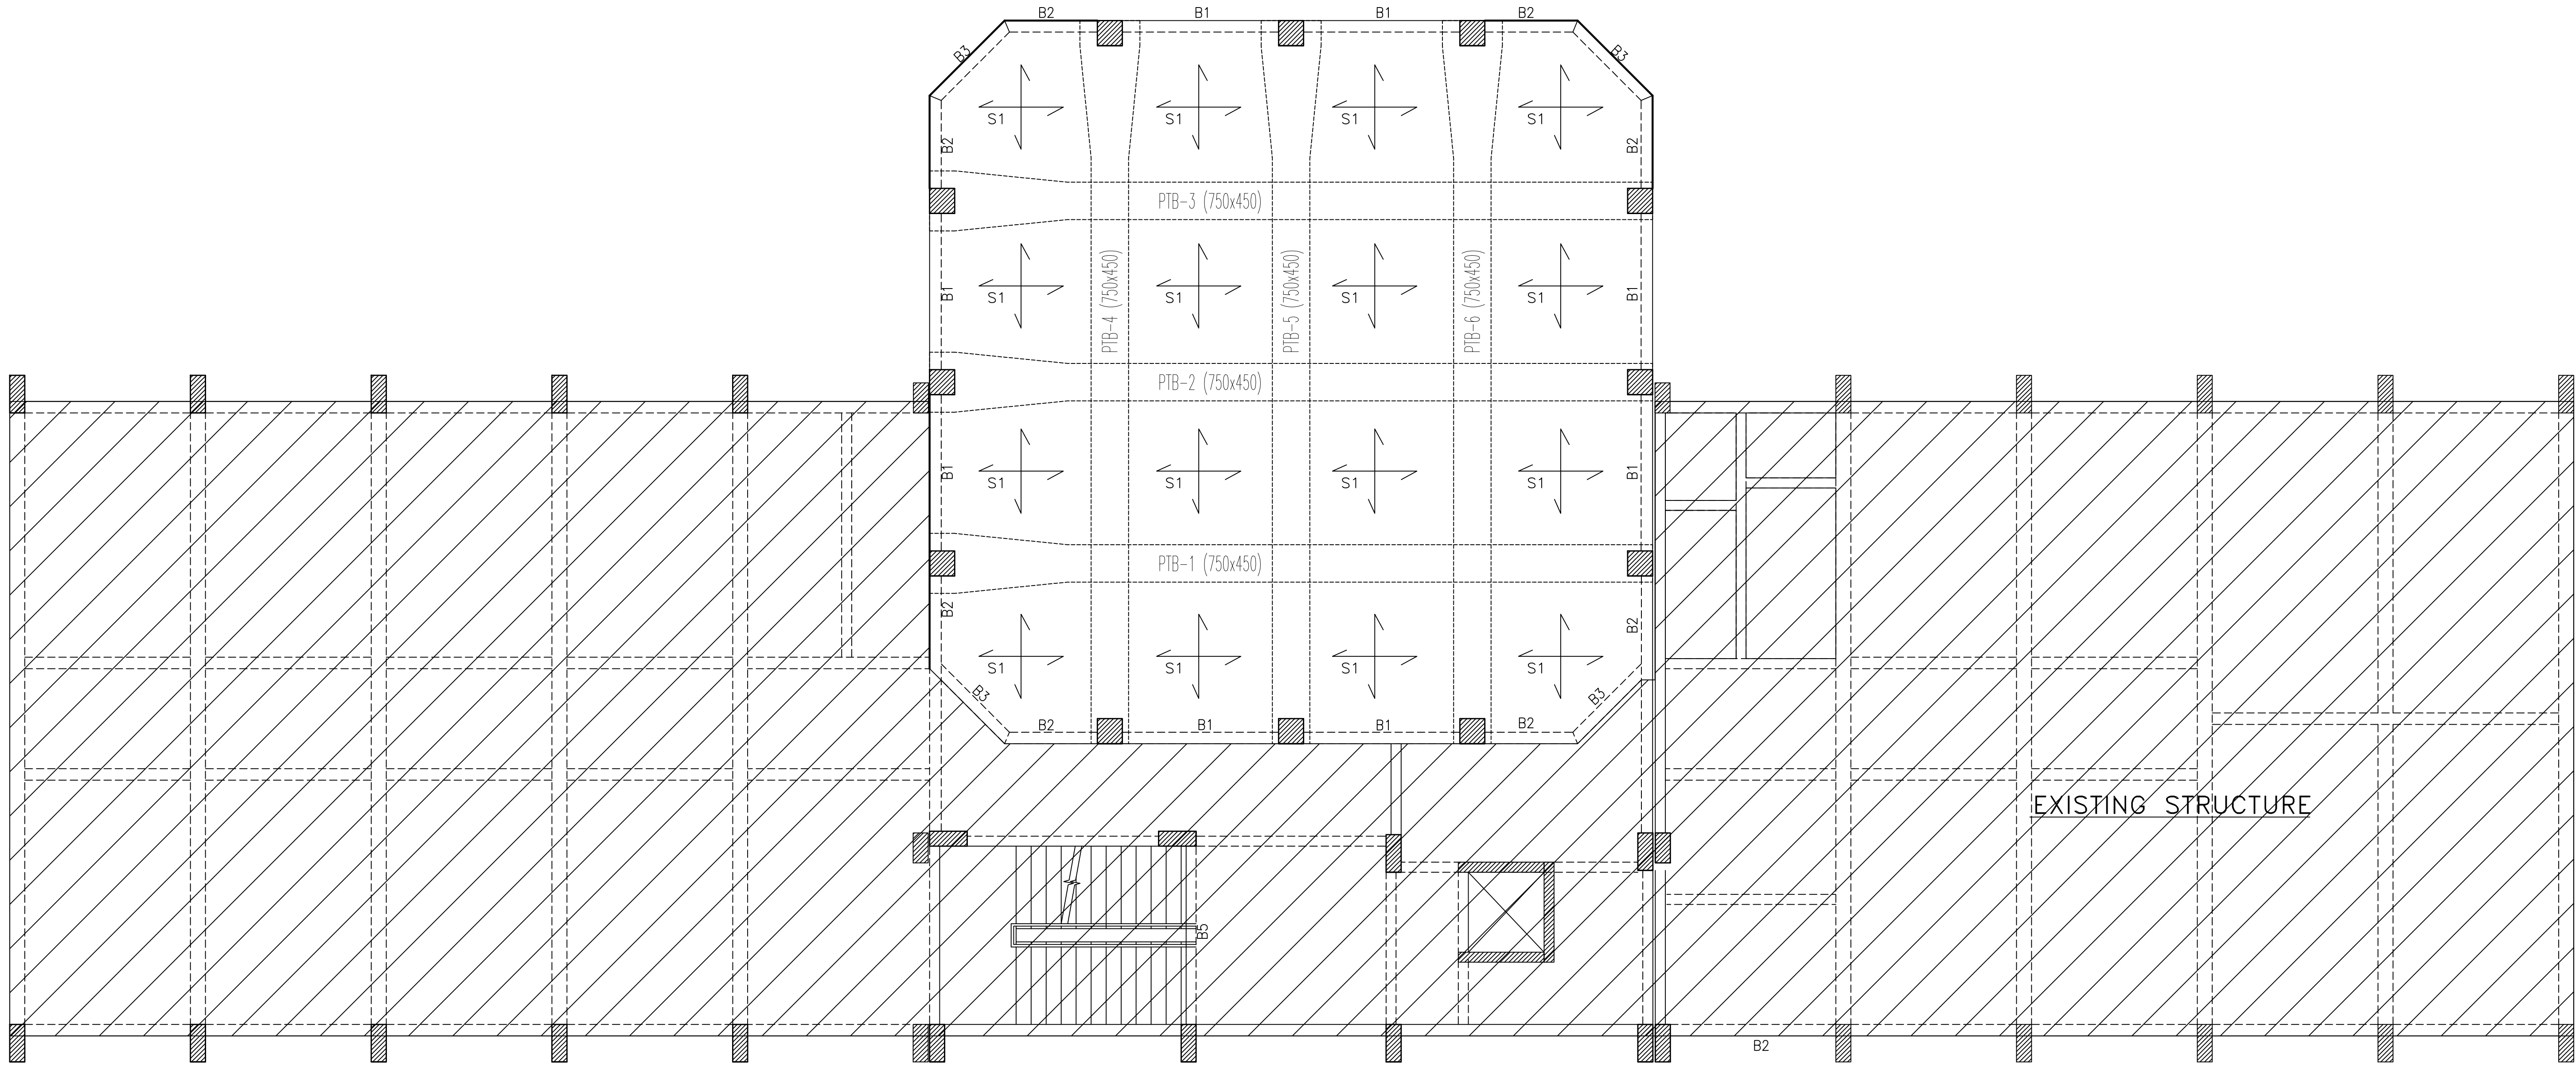 B2 B1 B1 B2
B3 B3
S1 S1 S1 S1
B2 B2
PTB-3 (750x450)
PTB-4 (750x450)
PTB-5 (750x450)
PTB-6 (750x450)
B1 S1 S1 S1 S1 B1
PTB-2 (750x450)
B1 S1 S1 S1 S1 B1
PTB-1 (750x450)
B2 B2
S1 S1 S1 S1
B3 B3
B2 B1 B1 B2
EXISTING STRUCTURE
B5
B2